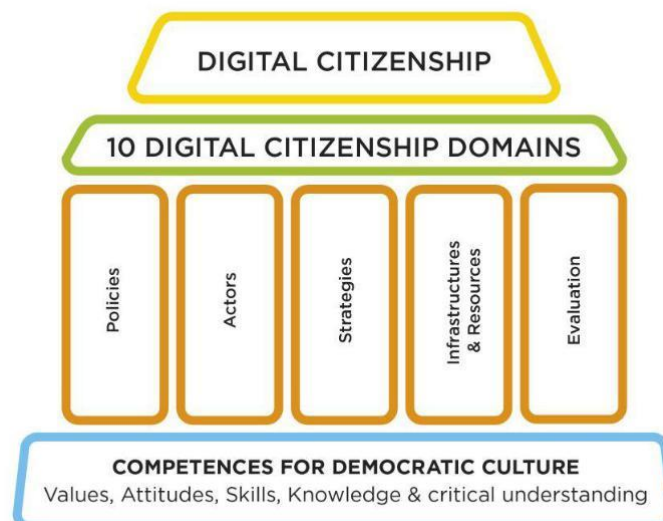 DIGITAL CITIZENSHIP
10 DIGITAL CITIZENSHIP DOMAINS
Policies
Actors
Strategies
Infrastructures
& Resources
Evaluation
COMPETENCES FOR DEMOCRATIC CULTURE
Values, Attitudes, Skills, Knowledge & critical understanding